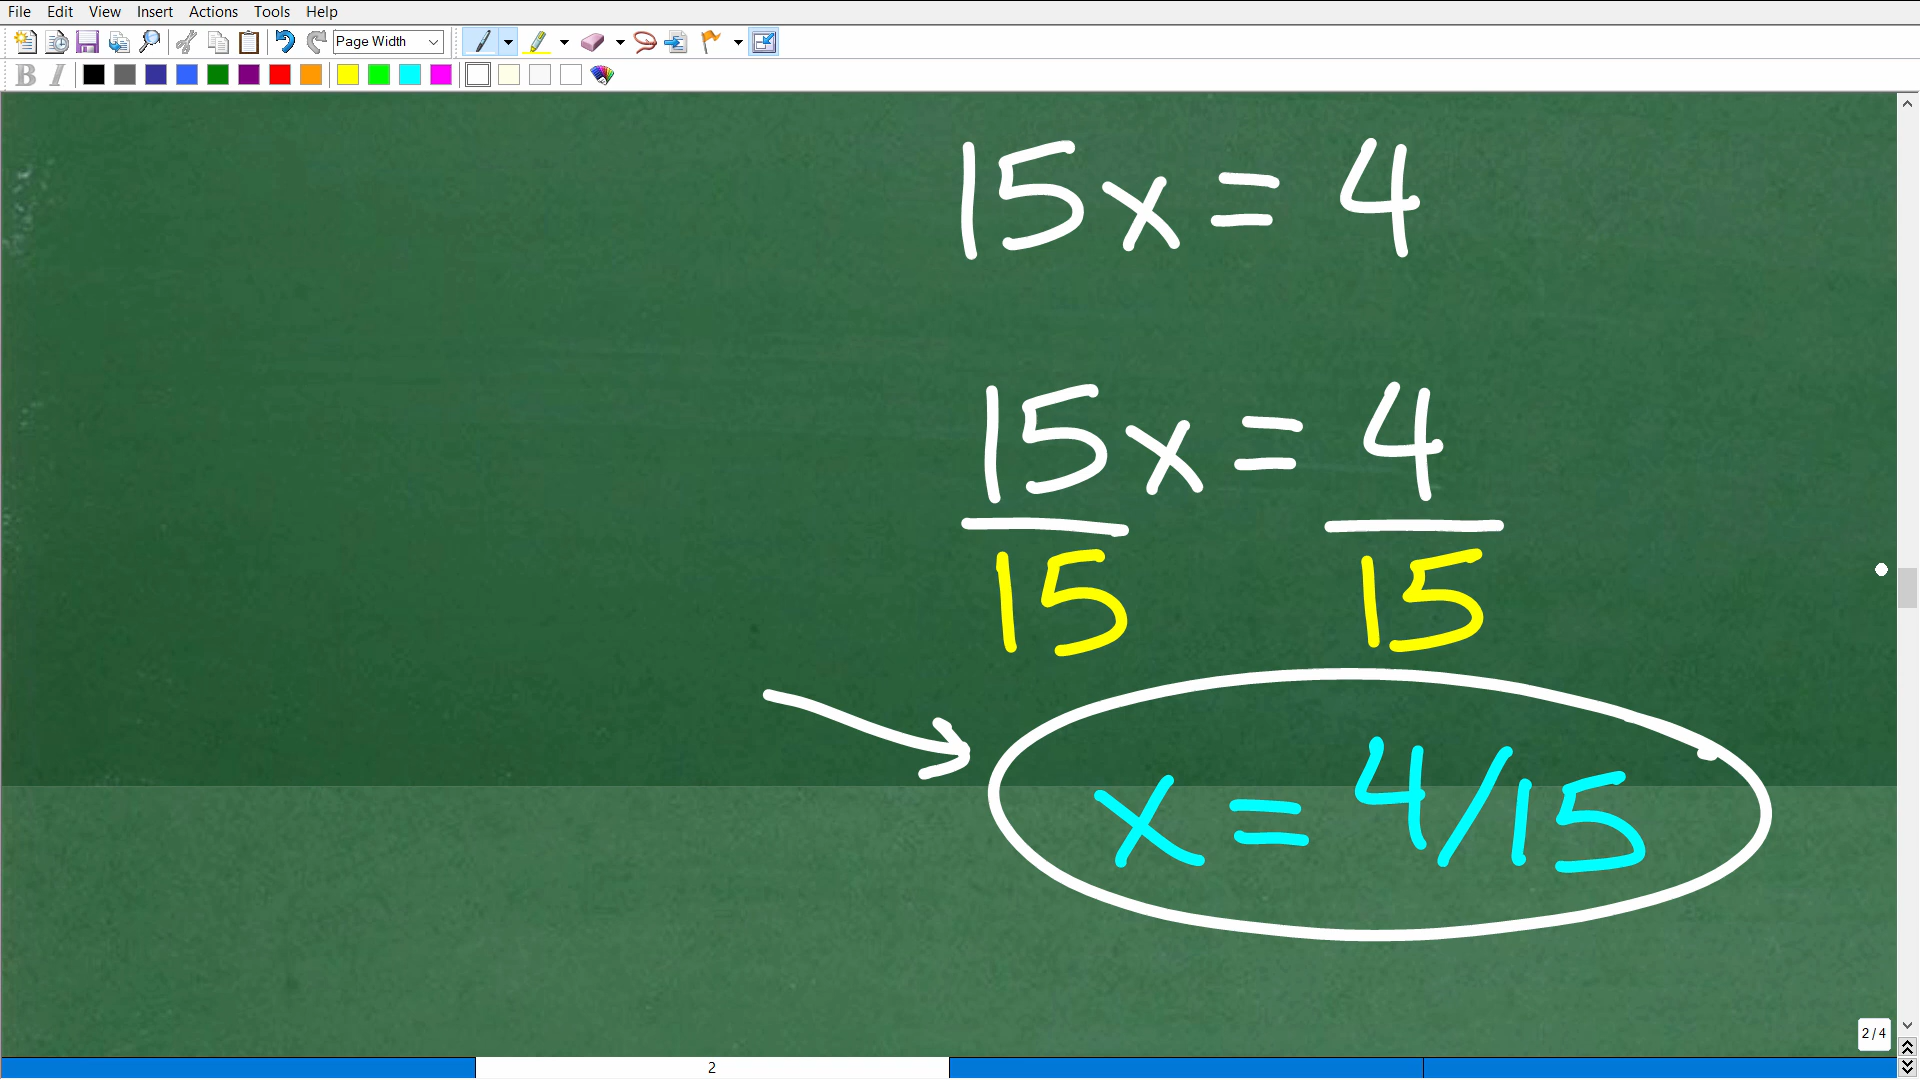 File Edit View Insert Actions Tools Help
Page Width
B I
15x = 4
15x = 4
15 15
x = 4/15
2 / 4
2